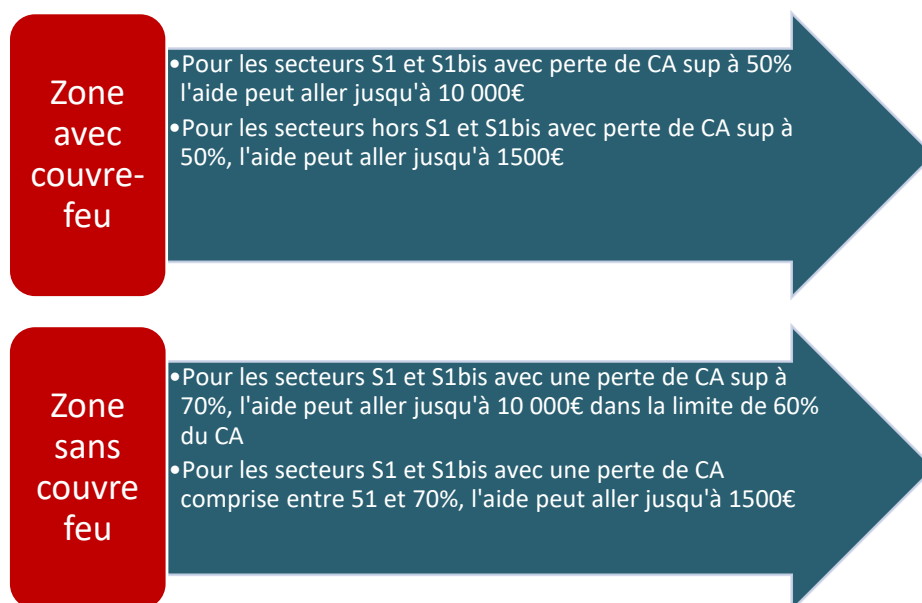 Zone
avec
couvre-
feu
•Pour les secteurs S1 et S1bis avec perte de CA sup à 50%
l'aide peut aller jusqu'à 10 000€
•Pour les secteurs hors S1 et S1bis avec perte de CA sup à
50%, l'aide peut aller jusqu'à 1500€
Zone
sans
couvre
feu
•Pour les secteurs S1 et S1bis avec une perte de CA sup à
70%, l'aide peut aller jusqu'à 10 000€ dans la limite de 60%
du CA
•Pour les secteurs S1 et S1bis avec une perte de CA
comprise entre 51 et 70%, l'aide peut aller jusqu'à 1500€